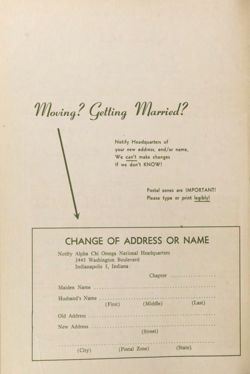 Moving? Getting Married?
Notify Headquarters of
your new address, and/or name,
We can't make changes
if we don't KNOW!
Postal zones are IMPORTANT!
Please type or print legibly!
CHANGE OF ADDRESS OR NAME
Notify Alpha Chi Omega National Headquarters
1445 Washington Boulevard
Indianapolis 1, Indiana
Chapter
Maiden Name
Husband's Name
(First) (Middle) (Last)
Old Address
New Address
(Street)
(City) (Postal Zone) (State)